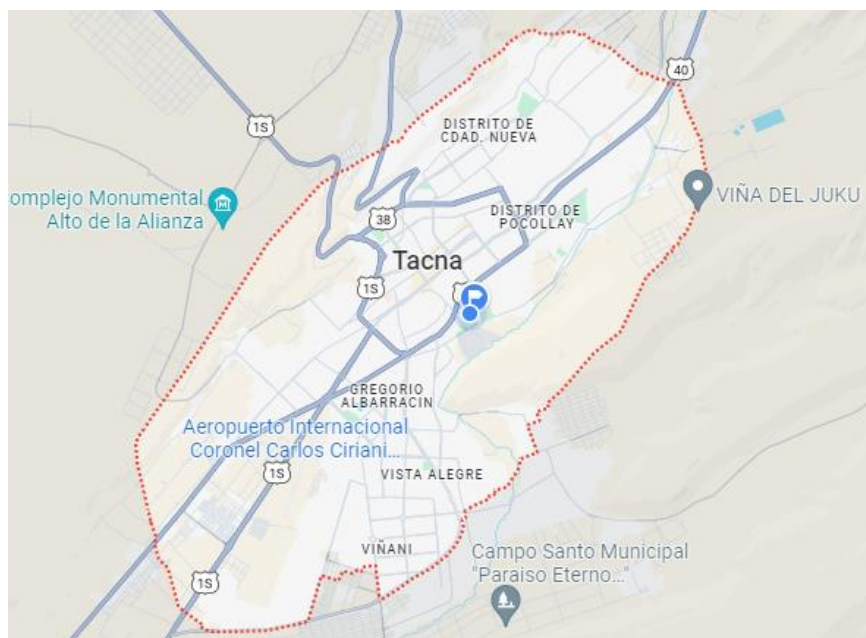 40
1S
DISTRITO DE
CDAD. NUEVA
omplejo Monumental
Alto de la Alianza
VIÑA DEL JUKU
38
DISTRITO DE
POCOLLAY
Tacna
1S
GREGORIO
ALBARRACIN
Aeropuerto Internacional
Coronel Carlos Ciriani...
1S
VISTA ALEGRE
VIÑANI
Campo Santo Municipal
"Paraiso Eterno..."
1S